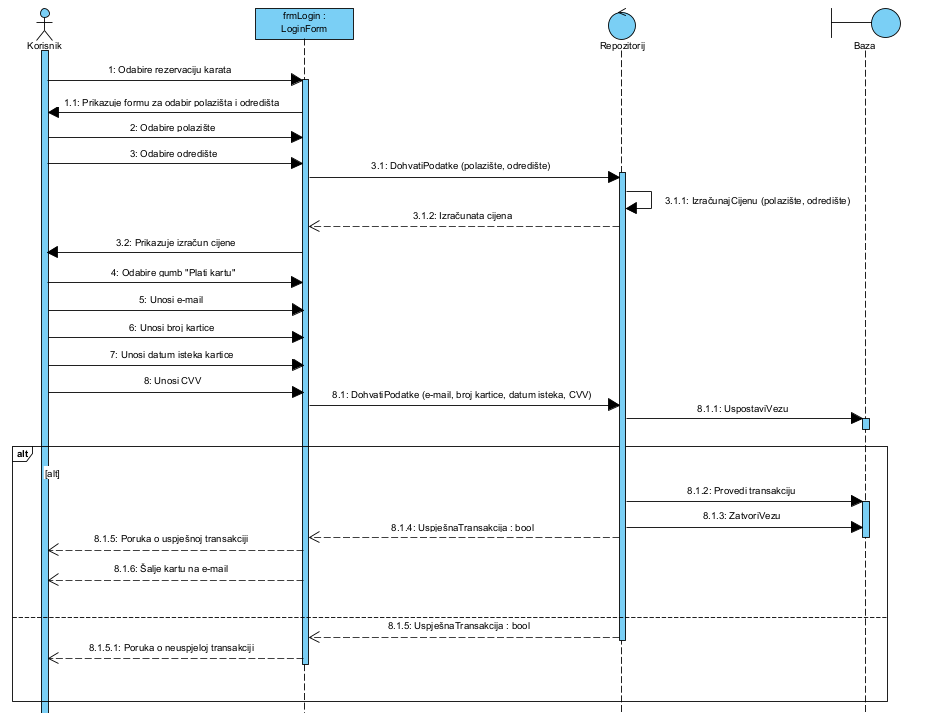 frmLogin :
LoginForm
Korisnik
Repozitorij
Baza
1: Odabire rezervaciju karata
1.1: Prikazuje formu za odabir polazišta i odredišta
2: Odabire polazište
3: Odabire odredište
3.1: DohvatiPodatke (polazište, odredište)
3.1.1: IzračunajCijenu (polazište, odredište)
3.1.2: Izračunata cijena
3.2: Prikazuje izračun cijene
4: Odabire gumb "Plati kartu"
5: Unosi e-mail
6: Unosi broj kartice
7: Unosi datum isteka kartice
8: Unosi CVV
8.1: DohvatiPodatke (e-mail, broj kartice, datum isteka, CVV)
8.1.1: UspostaviVezu
alt
[alt]
8.1.2: Provedi transakciju
8.1.3: ZatvoriVezu
8.1.4: UspješnaTransakcija : bool
8.1.5: Poruka o uspješnoj transakciji
8.1.6: Šalje kartu na e-mail
8.1.5: UspješnaTransakcija : bool
8.1.5.1: Poruka o neuspjeloj transakciji